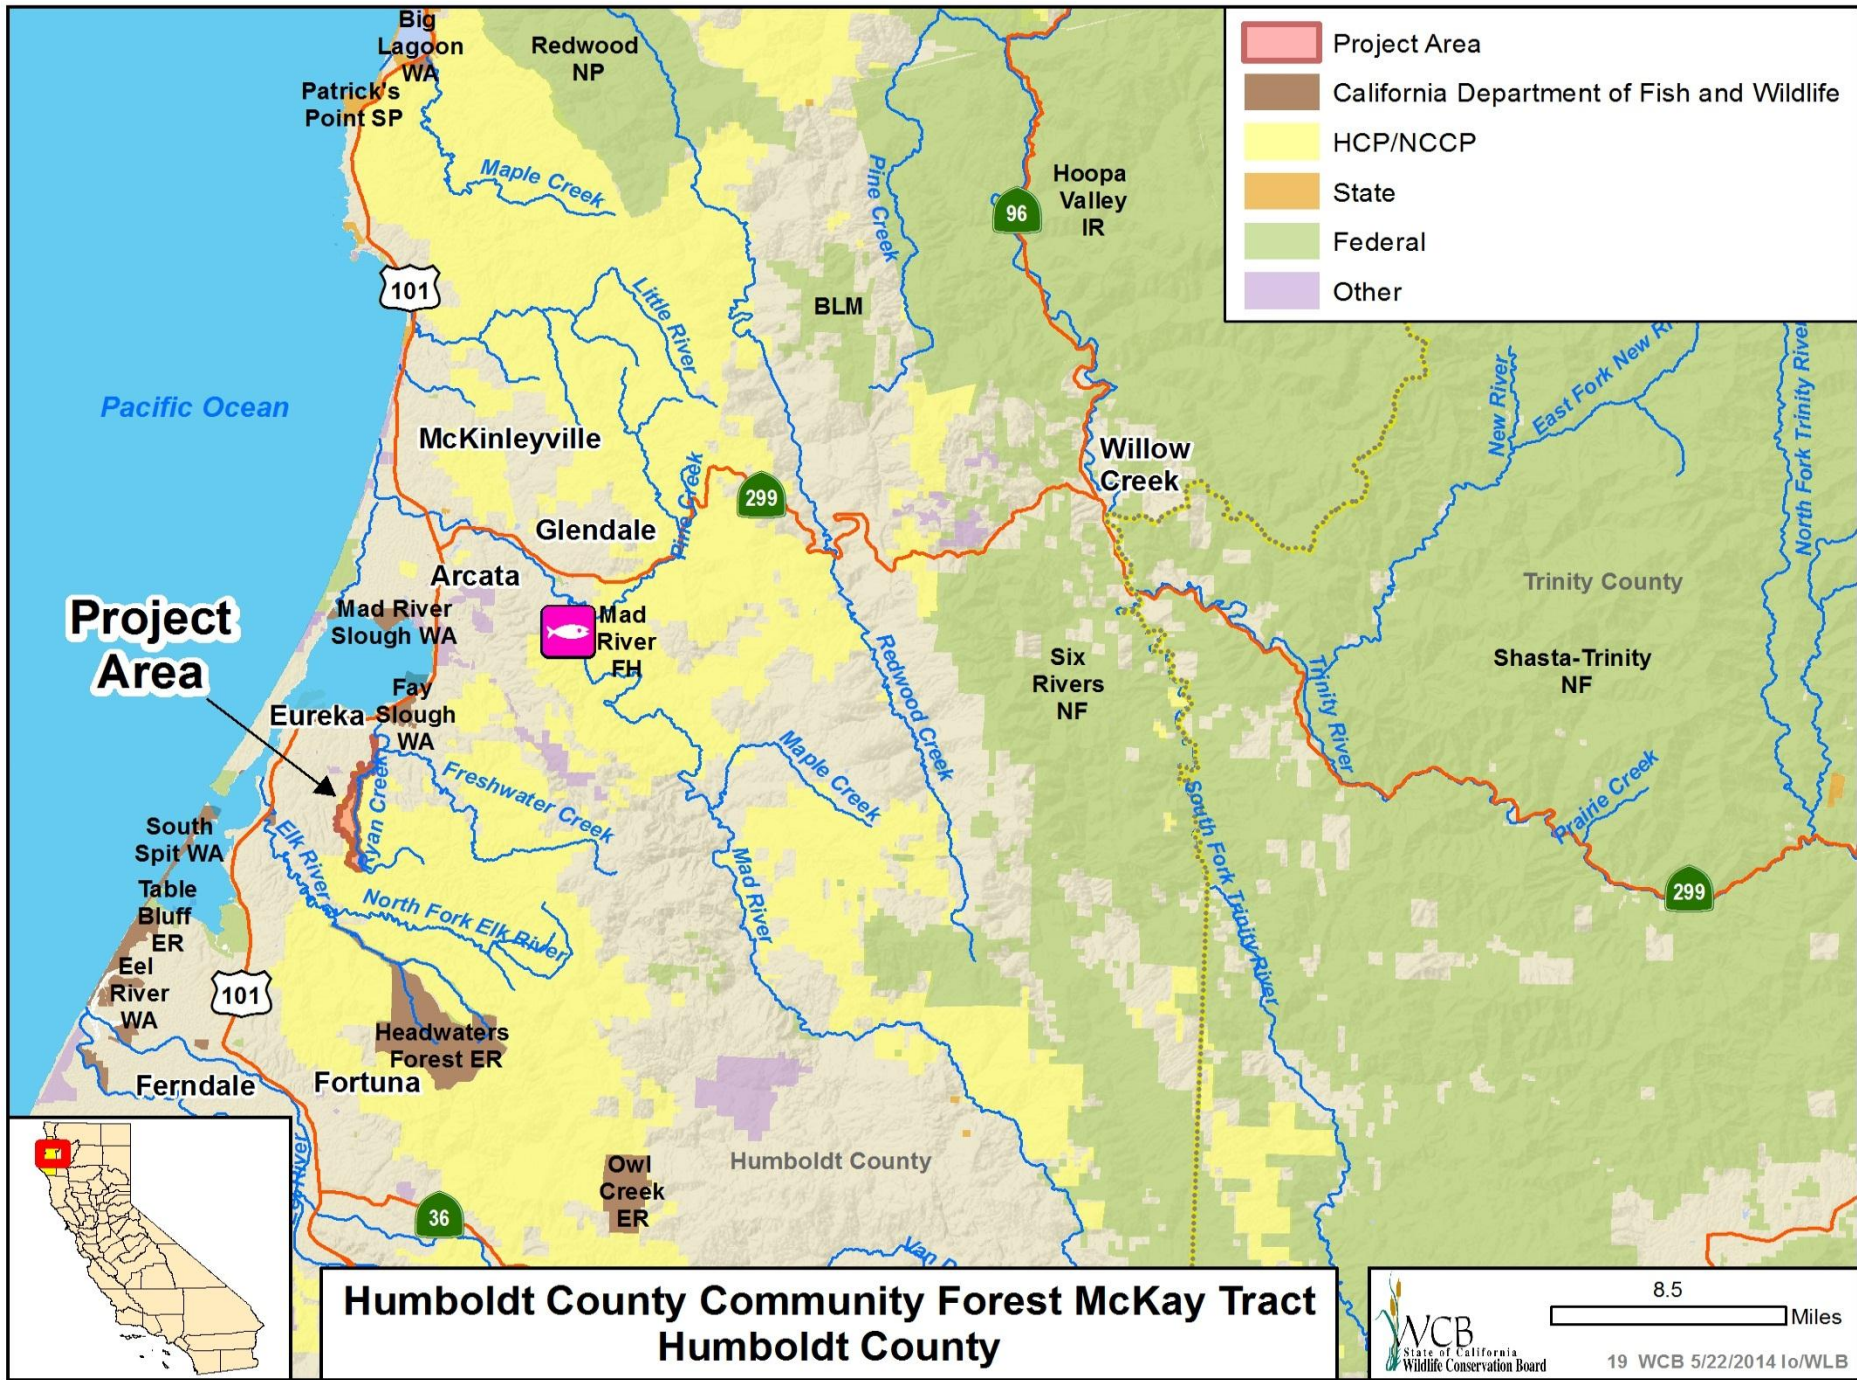 Big
Lagoon
WA
Redwood
NP
Patrick's
Point SP
Maple Creek
Pine Creek
Hoopa
Valley
IR
96
101
Little River
BLM
Pacific Ocean
McKinleyville
Pine Creek
299
Glendale
Arcata
Willow
Creek
New River
East Fork New Ri
North Fork Trinity River
Trinity County
Shasta-Trinity
NF
Project
Area
Mad River
Slough WA
Mad
River
FH
Fay
Slough
WA
Eureka
Ryan Creek
Freshwater Creek
Maple Creek
Redwood Creek
Six
Rivers
NF
Trinity River
South Fork Trinity River
Prairie Creek
299
South
Spit WA
Elk River
Table
Bluff
ER
North Fork Elk River
Mad River
Eel
River
WA
101
Headwaters
Forest ER
Ferndale
Fortuna
Owl
Creek
ER
Humboldt County
36
River
Van D
Project Area
California Department of Fish and Wildlife
HCP/NCCP
State
Federal
Other
Humboldt County Community Forest McKay Tract
Humboldt County
WCB
State of California
Wildlife Conservation Board
8.5
Miles
19 WCB 5/22/2014 lo/WLB